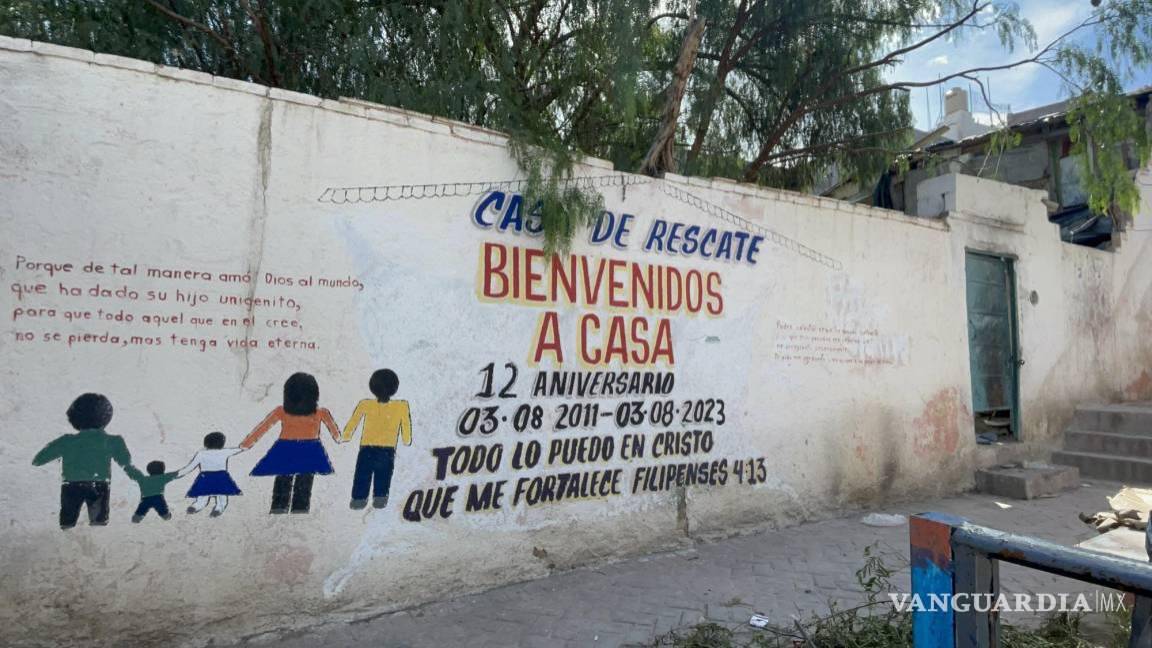 CASA DE RESCATE
BIENVENIDOS
A CASA
12 ANIVERSARIO
03·08 2011-03·08·2023
TODO LO PUEDO EN CRISTO
QUE ME FORTALECE FILIPENSES 4:13
Porque de tal manera amó Dios al mundo,
que ha dado su hijo unigenito,
para que todo aquel que en el cree,
no se pierda, mas tenga vida eterna.
VANGUARDIA|MX